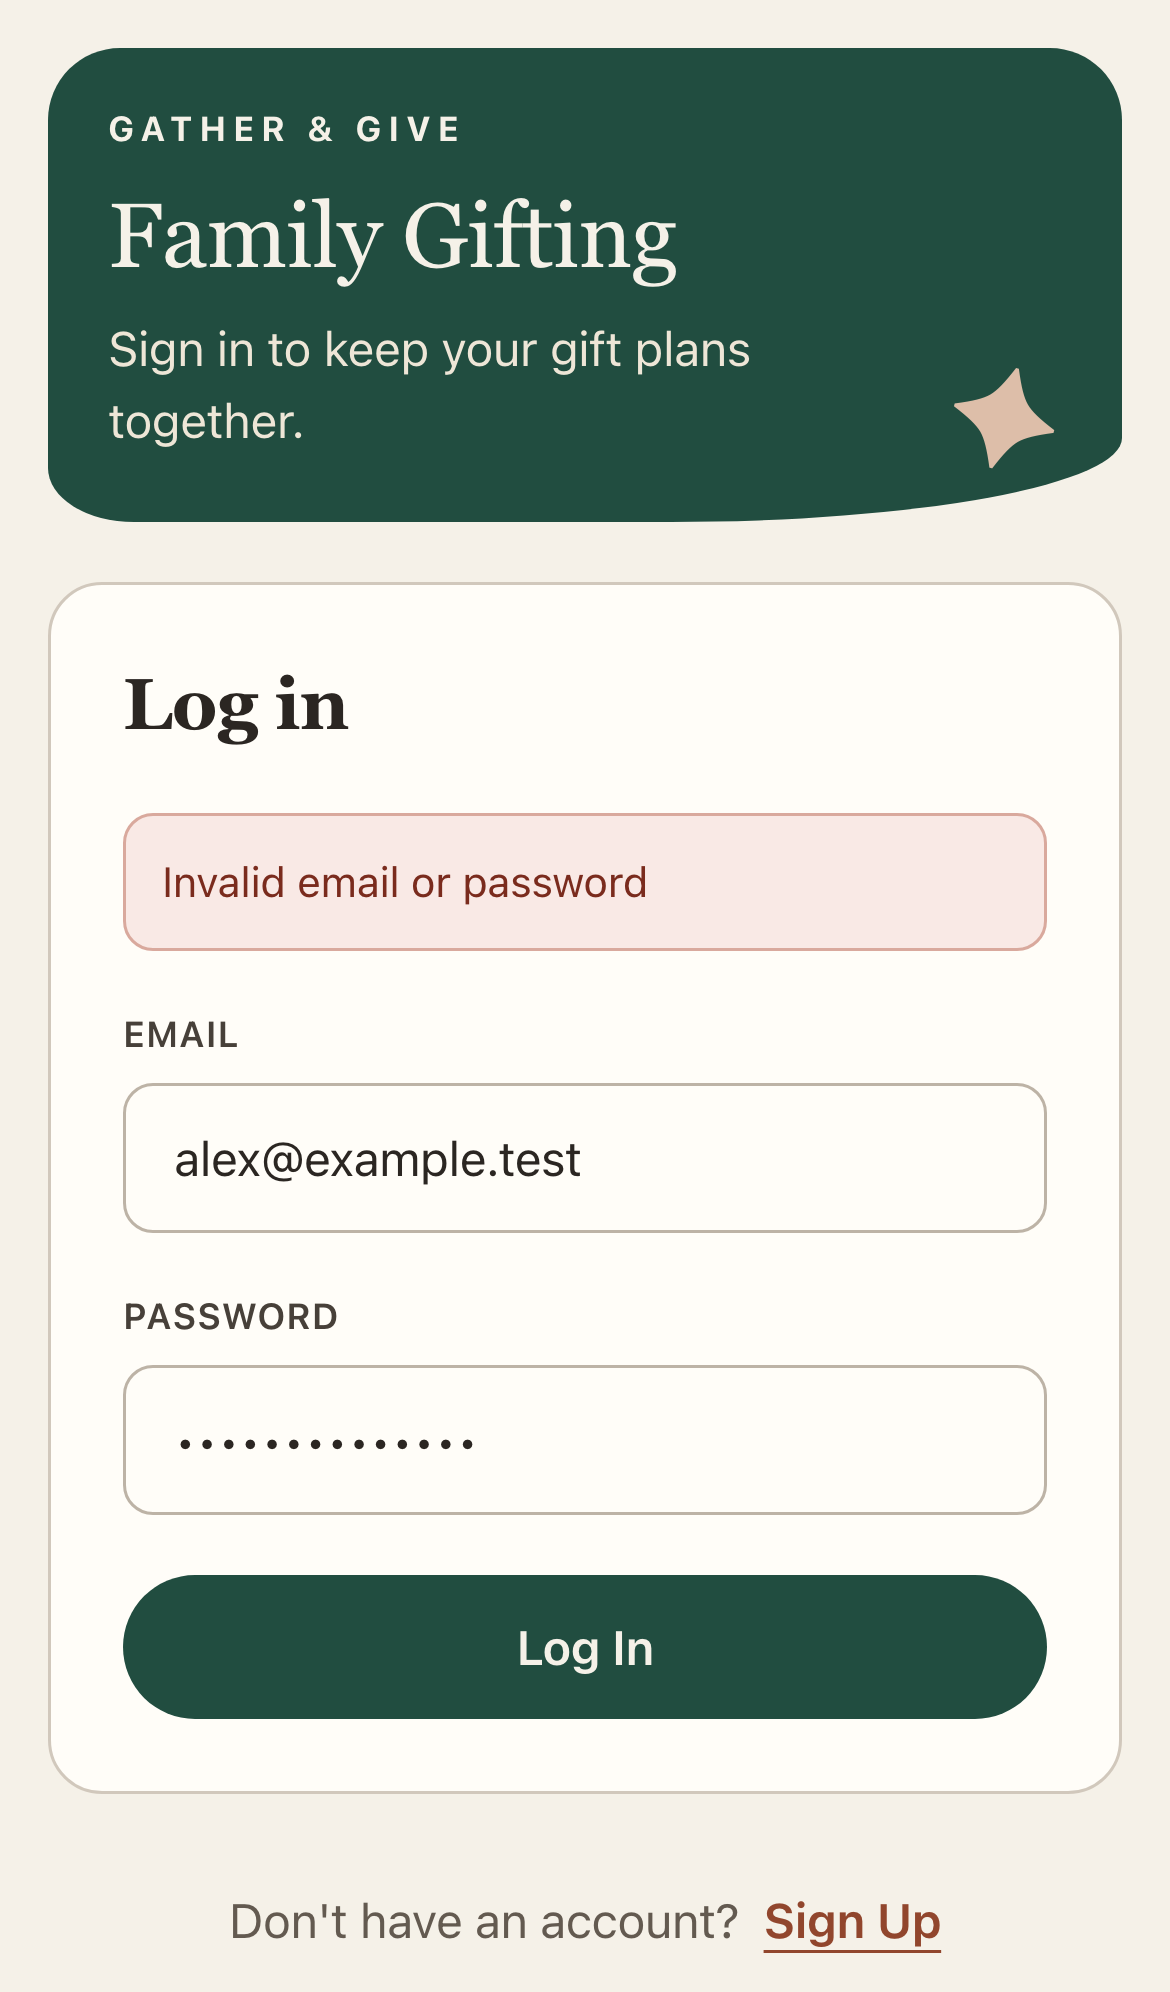 GATHER & GIVE
Family Gifting
Sign in to keep your gift plans
together.
Log in
Invalid email or password
EMAIL
alex@example.test
PASSWORD
••••••••••••••
Log In
Don't have an account? Sign Up